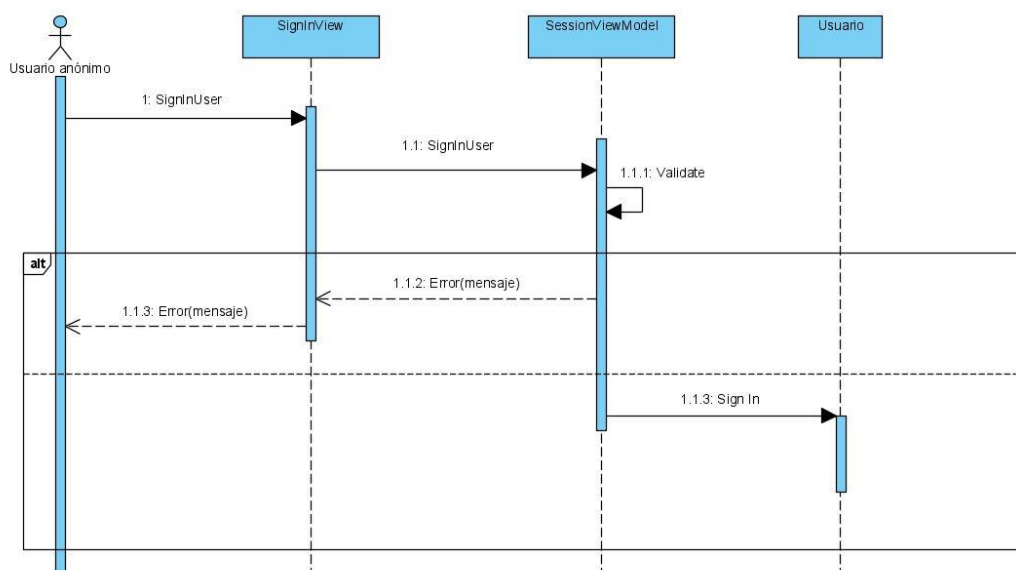 SignInView
SessionViewModel
Usuario
Usuario anónimo
1: SignInUser
1.1: SignInUser
1.1.1: Validate
alt
1.1.2: Error(mensaje)
1.1.3: Error(mensaje)
1.1.3: Sign In